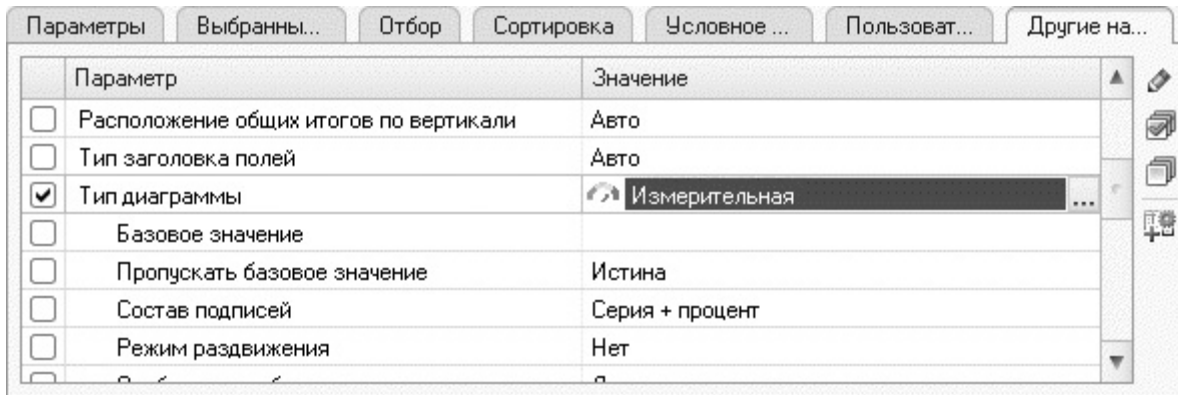 Параметры Выбранны... Отбор Сортировка Условное ... Пользоват... Другие на...
Параметр Значение
Расположение общих итогов по вертикали Авто
Тип заголовка полей Авто
Тип диаграммы Измерительная ...
Базовое значение
Пропускать базовое значение Истина
Состав подписей Серия + процент
Режим раздвижения Нет